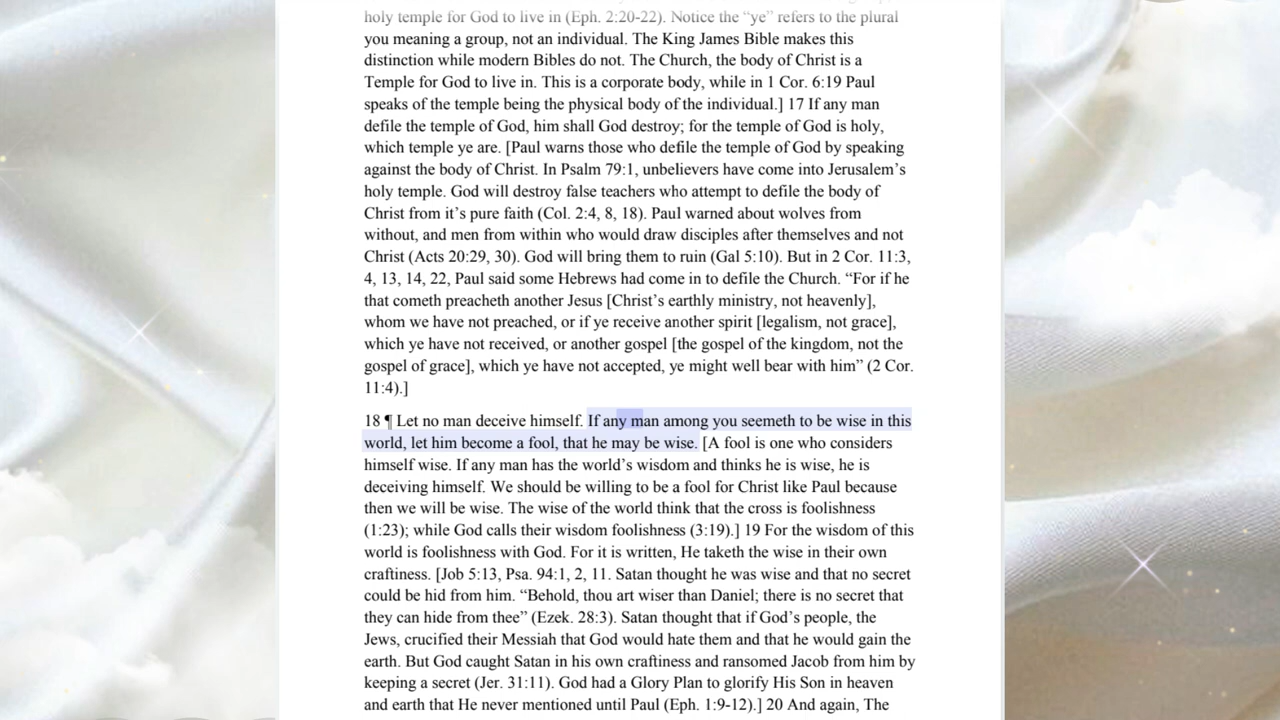 holy temple for God to live in (Eph. 2:20-22). Notice the “ye” refers to the plural
you meaning a group, not an individual. The King James Bible makes this
distinction while modern Bibles do not. The Church, the body of Christ is a
Temple for God to live in. This is a corporate body, while in 1 Cor. 6:19 Paul
speaks of the temple being the physical body of the individual.] 17 If any man
defile the temple of God, him shall God destroy; for the temple of God is holy,
which temple ye are. [Paul warns those who defile the temple of God by speaking
against the body of Christ. In Psalm 79:1, unbelievers have come into Jerusalem’s
holy temple. God will destroy false teachers who attempt to defile the body of
Christ from it’s pure faith (Col. 2:4, 8, 18). Paul warned about wolves from
without, and men from within who would draw disciples after themselves and not
Christ (Acts 20:29, 30). God will bring them to ruin (Gal 5:10). But in 2 Cor. 11:3,
4, 13, 14, 22, Paul said some Hebrews had come in to defile the Church. “For if he
that cometh preacheth another Jesus [Christ’s earthly ministry, not heavenly],
whom we have not preached, or if ye receive another spirit [legalism, not grace],
which ye have not received, or another gospel [the gospel of the kingdom, not the
gospel of grace], which ye have not accepted, ye might well bear with him” (2 Cor.
11:4).]
18 ¶ Let no man deceive himself. If any man among you seemeth to be wise in this
world, let him become a fool, that he may be wise. [A fool is one who considers
himself wise. If any man has the world’s wisdom and thinks he is wise, he is
deceiving himself. We should be willing to be a fool for Christ like Paul because
then we will be wise. The wise of the world think that the cross is foolishness
(1:23); while God calls their wisdom foolishness (3:19).] 19 For the wisdom of this
world is foolishness with God. For it is written, He taketh the wise in their own
craftiness. [Job 5:13, Psa. 94:1, 2, 11. Satan thought he was wise and that no secret
could be hid from him. “Behold, thou art wiser than Daniel; there is no secret that
they can hide from thee” (Ezek. 28:3). Satan thought that if God’s people, the
Jews, crucified their Messiah that God would hate them and that he would gain the
earth. But God caught Satan in his own craftiness and ransomed Jacob from him by
keeping a secret (Jer. 31:11). God had a Glory Plan to glorify His Son in heaven
and earth that He never mentioned until Paul (Eph. 1:9-12).] 20 And again, The